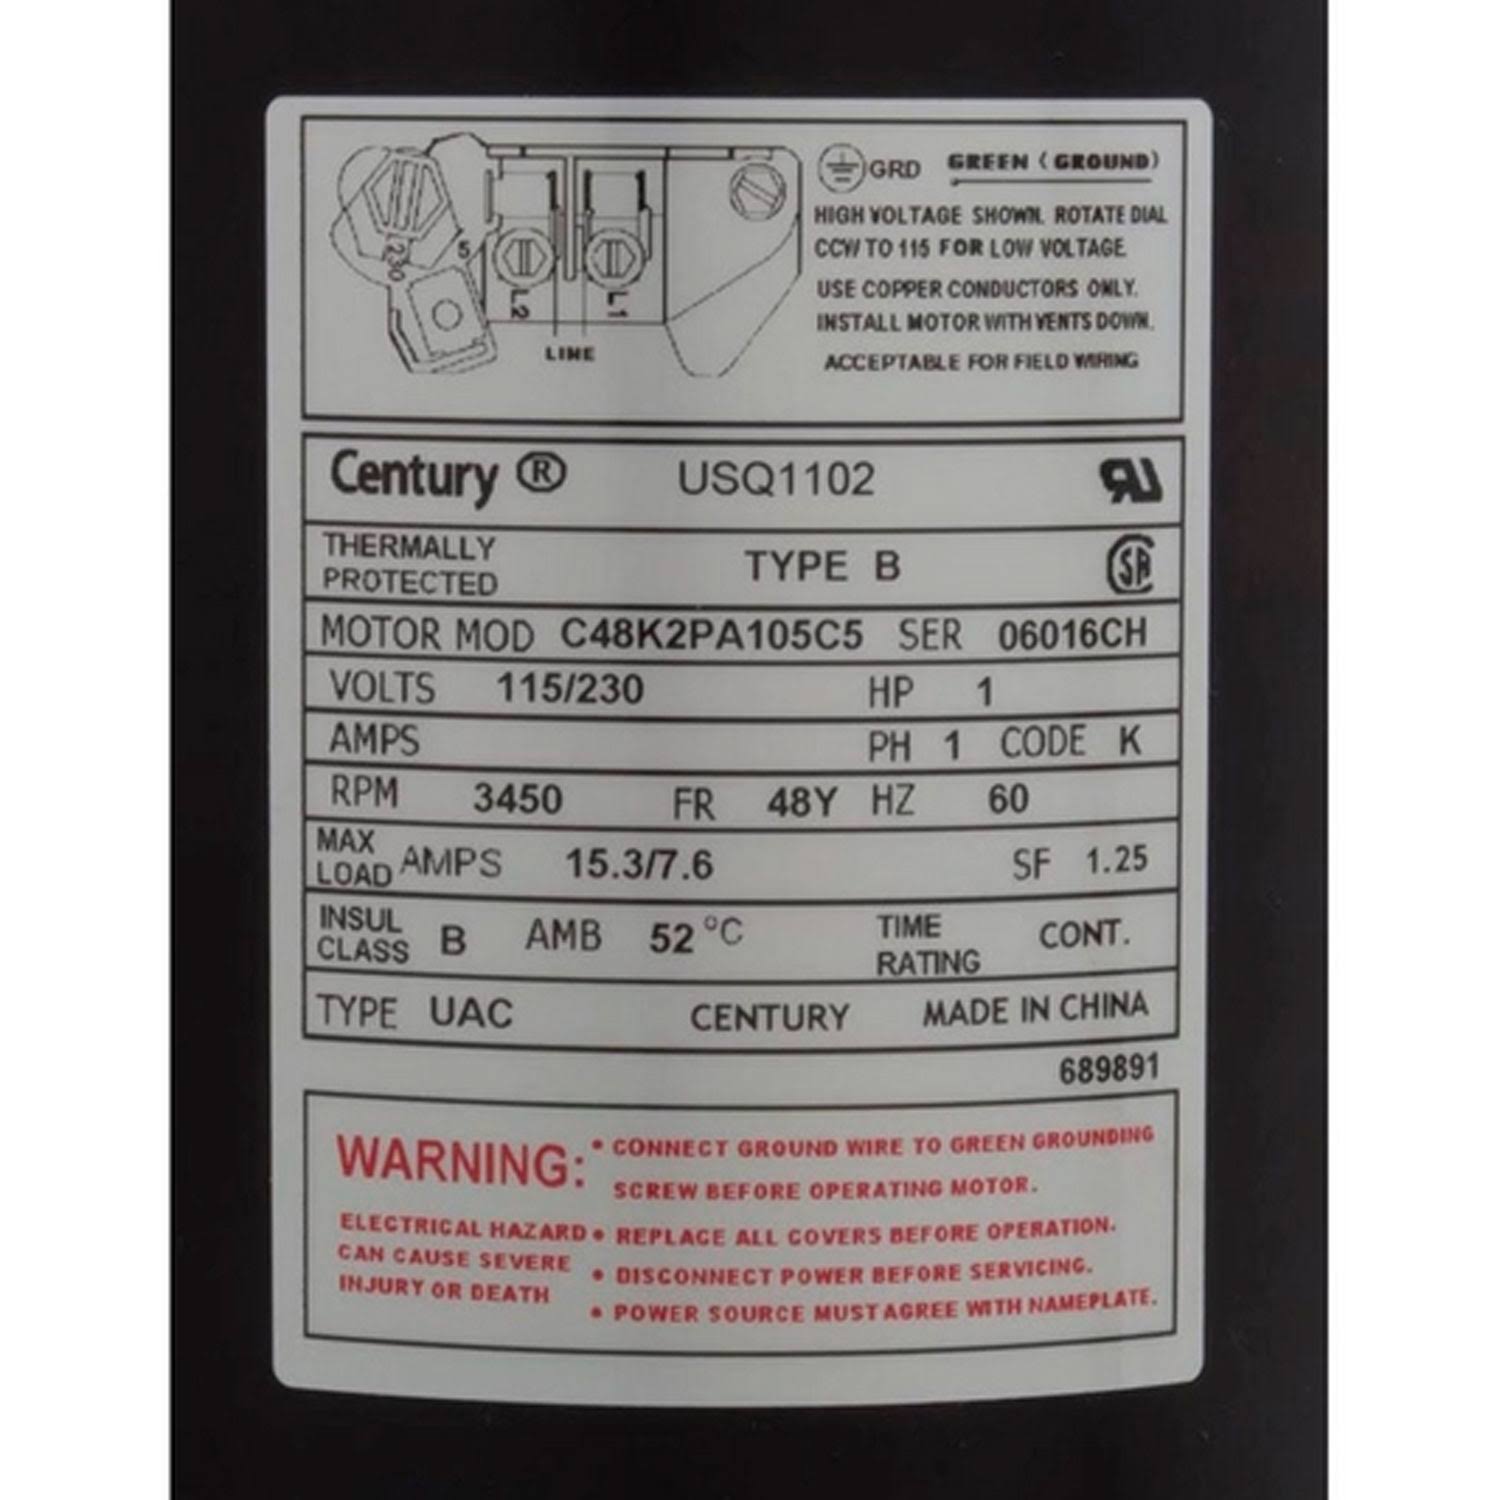 GRD GREEN (GROUND)
HIGH VOLTAGE SHOWN. ROTATE DIAL
CCW TO 115 FOR LOW VOLTAGE
USE COPPER CONDUCTORS ONLY.
INSTALL MOTOR WITH VENTS DOWN.
ACCEPTABLE FOR FIELD WIRING
230
5
L2
L1
LINE
Century ® USQ1102
THERMALLY
PROTECTED
TYPE B
MOTOR MOD C48K2PA105C5 SER 06016CH
VOLTS 115/230 HP 1
AMPS PH 1 CODE K
RPM 3450 FR 48Y HZ 60
MAX
LOAD AMPS 15.3/7.6 SF 1.25
INSUL
CLASS B AMB 52 °C
TIME
RATING CONT.
TYPE UAC CENTURY MADE IN CHINA
689891
WARNING:
ELECTRICAL HAZARD
CAN CAUSE SEVERE
INJURY OR DEATH
• CONNECT GROUND WIRE TO GREEN GROUNDING
SCREW BEFORE OPERATING MOTOR.
• REPLACE ALL COVERS BEFORE OPERATION.
• DISCONNECT POWER BEFORE SERVICING.
• POWER SOURCE MUST AGREE WITH NAMEPLATE.